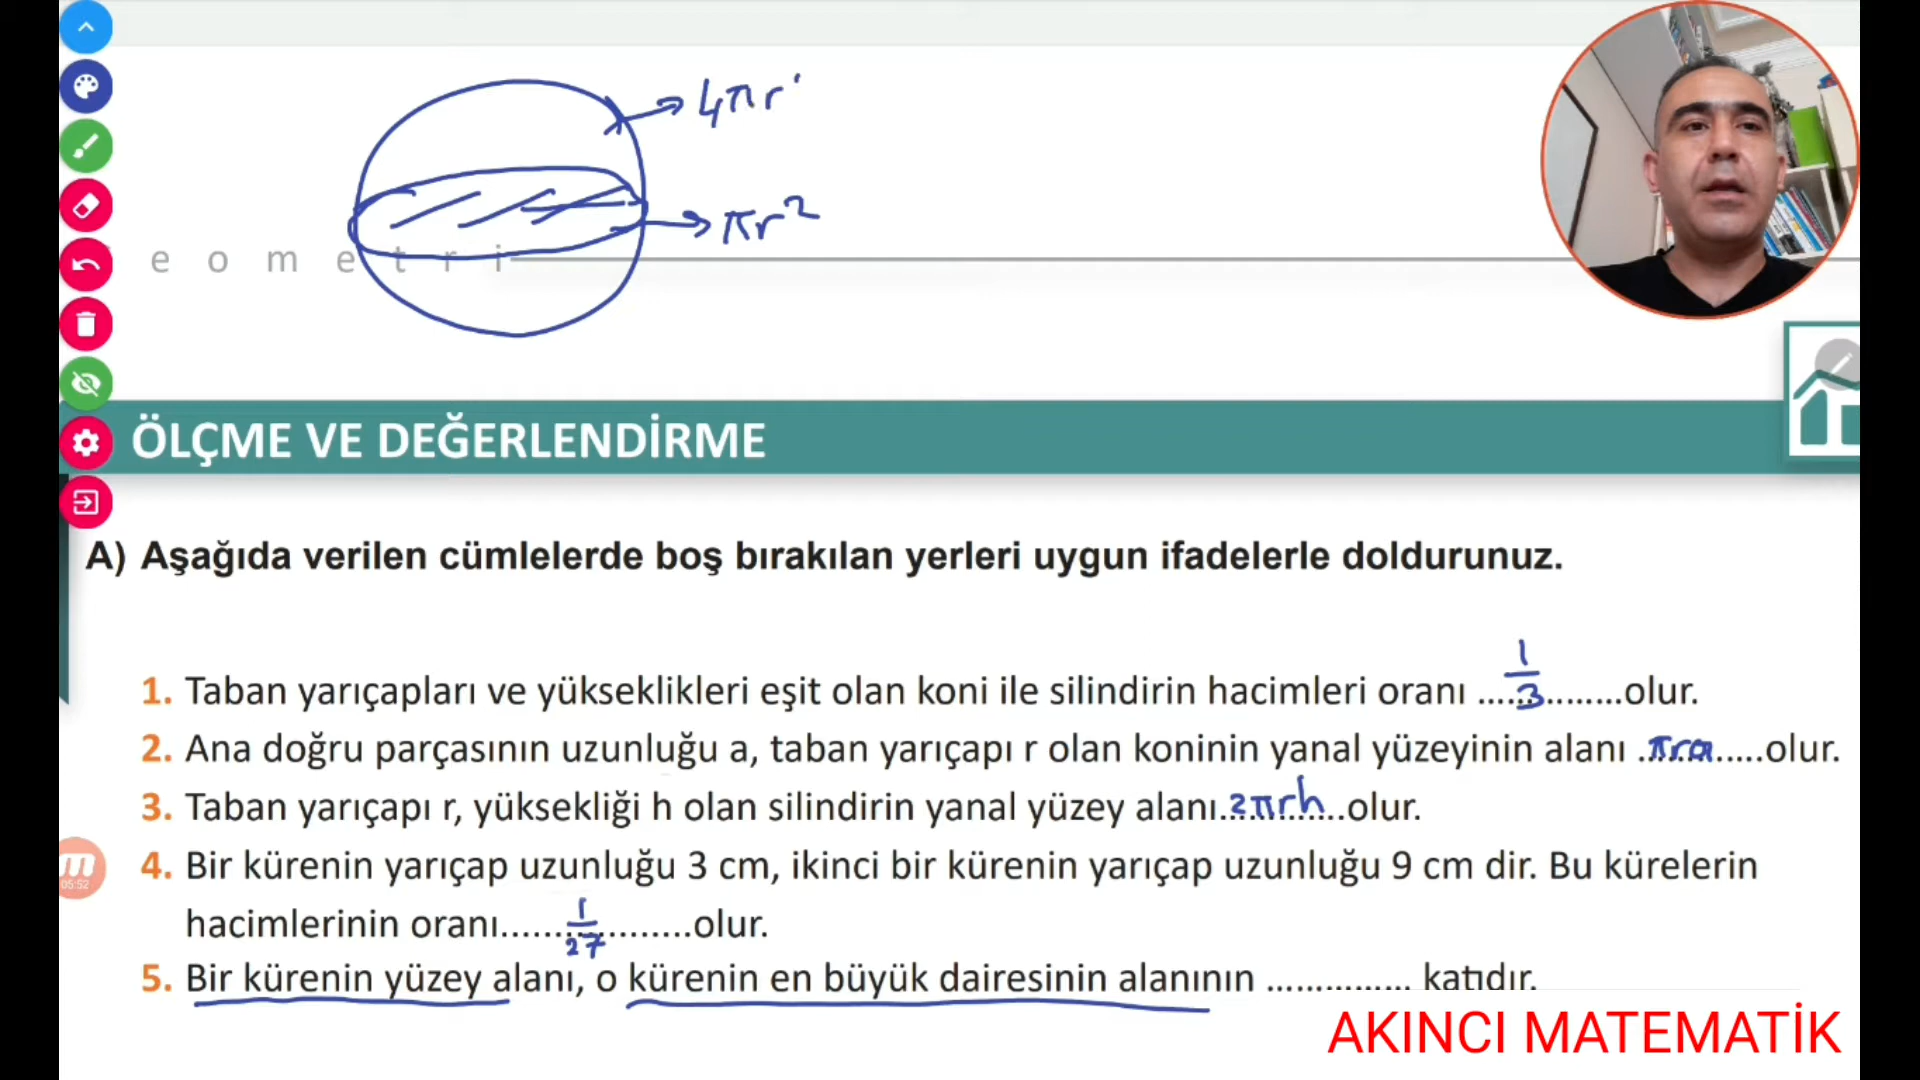 4πr'
πr²
e o m e t r i
ÖLÇME VE DEĞERLENDİRME
A) Aşağıda verilen cümlelerde boş bırakılan yerleri uygun ifadelerle doldurunuz.
1. Taban yarıçapları ve yükseklikleri eşit olan koni ile silindirin hacimleri oranı ......1/3.........olur.
2. Ana doğru parçasının uzunluğu a, taban yarıçapı r olan koninin yanal yüzeyinin alanı .πra.....olur.
3. Taban yarıçapı r, yüksekliği h olan silindirin yanal yüzey alanı.2πrh..olur.
4. Bir kürenin yarıçap uzunluğu 3 cm, ikinci bir kürenin yarıçap uzunluğu 9 cm dir. Bu kürelerin
hacimlerinin oranı......1/27........olur.
5. Bir kürenin yüzey alanı, o kürenin en büyük dairesinin alanının ............... katıdır.
05:52
AKINCI MATEMATİK